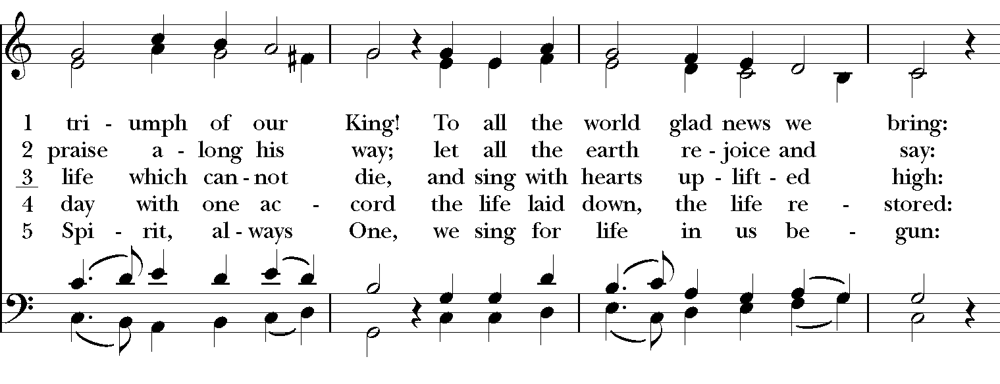 1 tri - umph of our King! To all the world glad news we bring:
2 praise a - long his way; let all the earth re - joice and say:
3 life which can - not die, and sing with hearts up - lift - ed high:
4 day with one ac - cord the life laid down, the life re - stored:
5 Spi - rit, al - ways One, we sing for life in us be - gun: